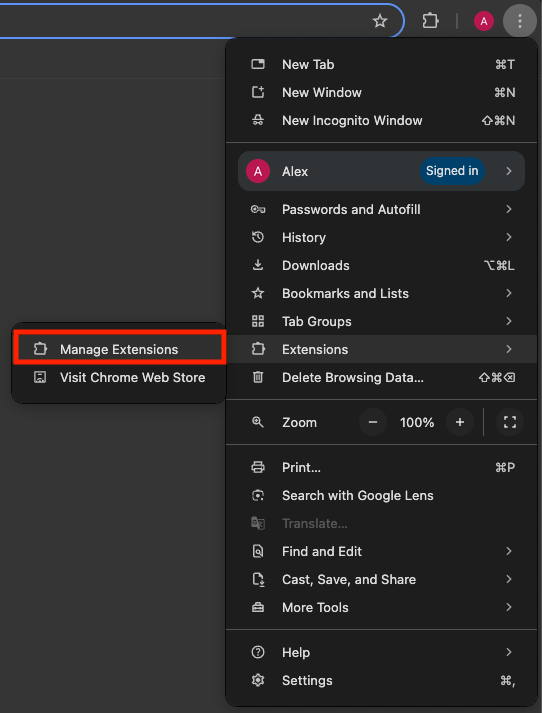 A
New Tab ⌘T
New Window ⌘N
New Incognito Window ⇧⌘N
A Alex Signed in
Passwords and Autofill
History
Downloads ⌥⌘L
Bookmarks and Lists
Tab Groups
Extensions
Manage Extensions
Visit Chrome Web Store
Delete Browsing Data... ⇧⌘⌫
Zoom − 100% +
Print... ⌘P
Search with Google Lens
Translate...
Find and Edit
Cast, Save, and Share
More Tools
Help
Settings ⌘,